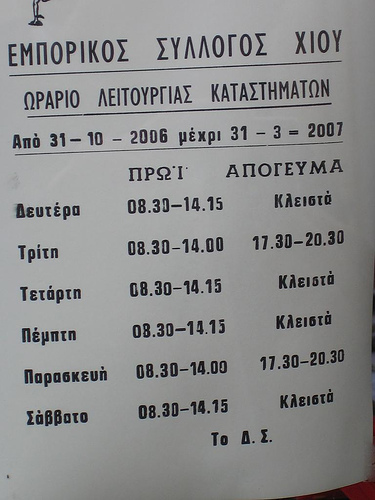 ΕΜΠΟΡΙΚΟΣ ΣΥΛΛΟΓΟΣ ΧΙΟΥ
ΩΡΑΡΙΟ ΛΕΙΤΟΥΡΓΙΑΣ ΚΑΤΑΣΤΗΜΑΤΩΝ
Από 31-10 - 2006 μέχρι 31 - 3 = 2007
ΠΡΩΪ ΑΠΟΓΕΥΜΑ
Δευτέρα 08.30-14.15 Κλειστά
Τρίτη 08.30-14.00 17.30-20.30
Τετάρτη 08.30-14.15 Κλειστά
Πέμπτη 08.30-14.15 Κλειστά
Παρασκευή 08.30-14.00 17.30-20.30
Σάββατο 08.30-14.15 Κλειστά
Το Δ. Σ.